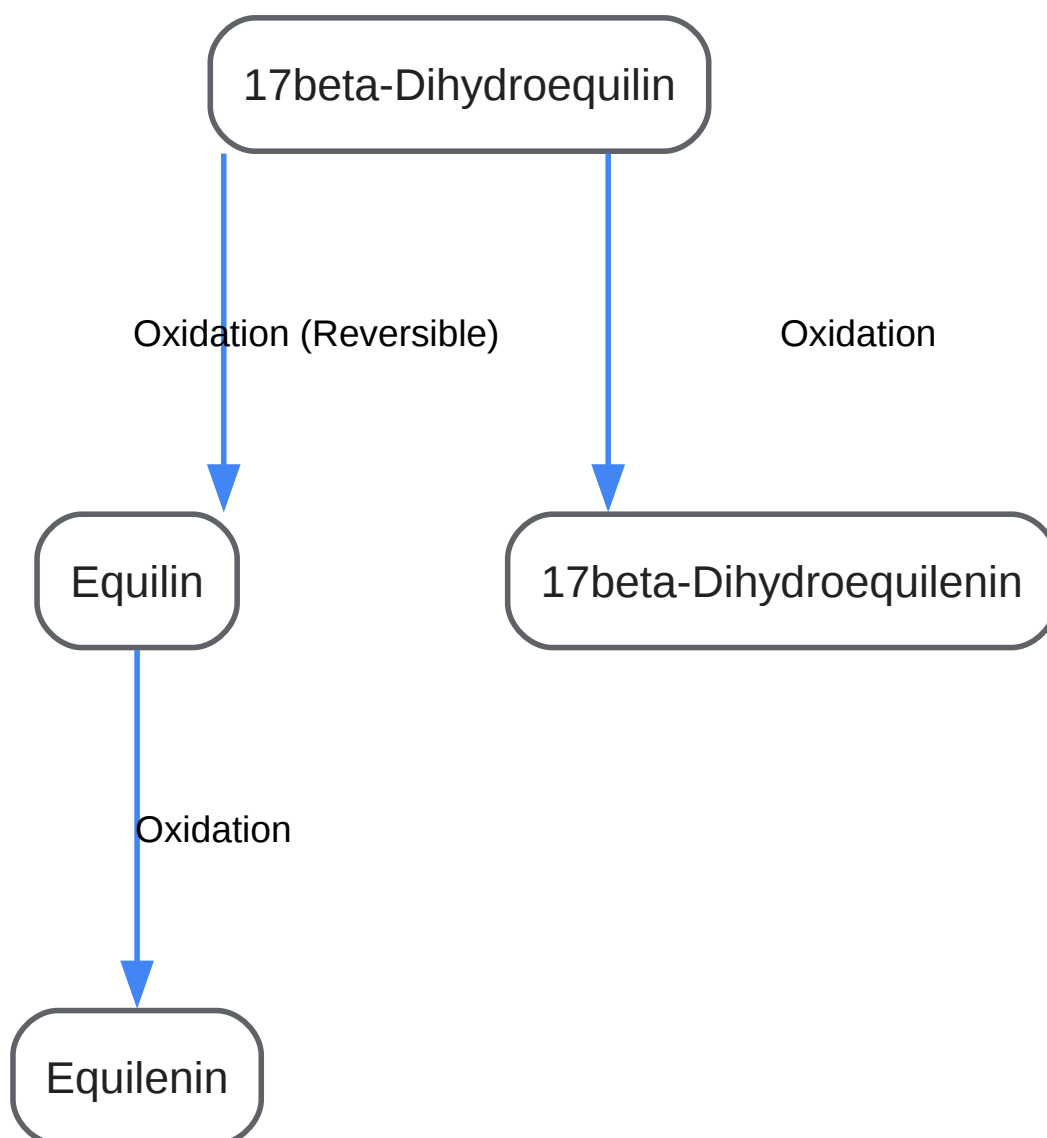 17beta-Dihydroequilin
Oxidation (Reversible)
Oxidation
Equilin
17beta-Dihydroequilenin
Oxidation
Equilenin